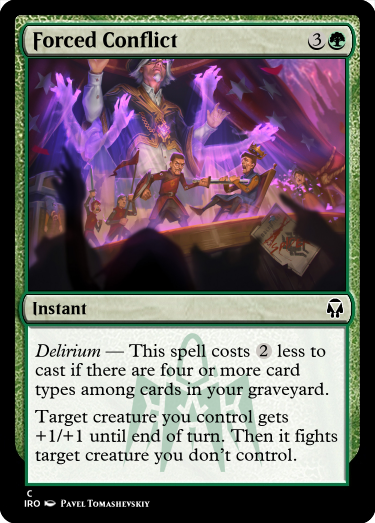 Forced Conflict 3
Instant
Delirium — This spell costs 2 less to
cast if there are four or more card
types among cards in your graveyard.
Target creature you control gets
+1/+1 until end of turn. Then it fights
target creature you don't control.
C
IRO Pavel Tomashevskiy